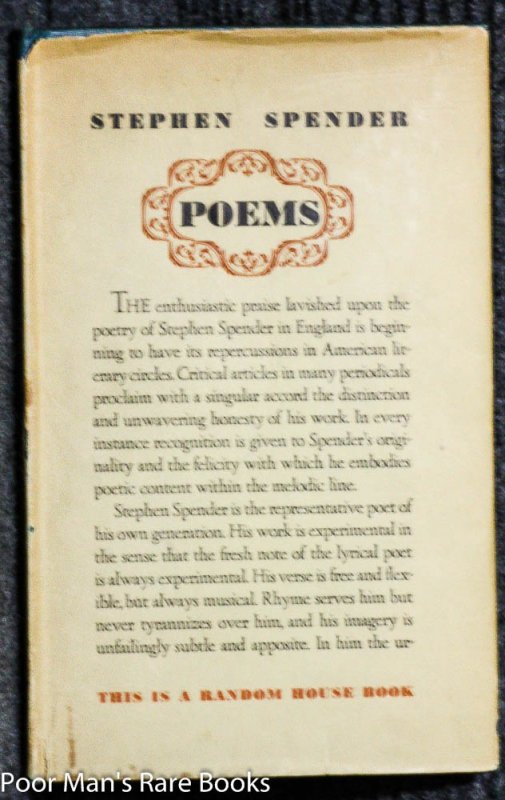 STEPHEN SPENDER
POEMS
THE enthusiastic praise lavished upon the
poetry of Stephen Spender in England is begin-
ning to have its repercussions in American lit-
erary circles. Critical articles in many periodicals
proclaim with a singular accord the distinction
and unwavering honesty of his work. In every
instance recognition is given to Spender's origi-
nality and the felicity with which he embodies
poetic content within the melodic line.
Stephen Spender is the representative poet of
his own generation. His work is experimental in
the sense that the fresh note of the lyrical poet
is always experimental. His verse is free and flex-
ible, but always musical. Rhyme serves him but
never tyrannizes over him, and his imagery is
unfailingly subtle and apposite. In him the ur-
THIS IS A RANDOM HOUSE BOOK
Poor Man's Rare Books